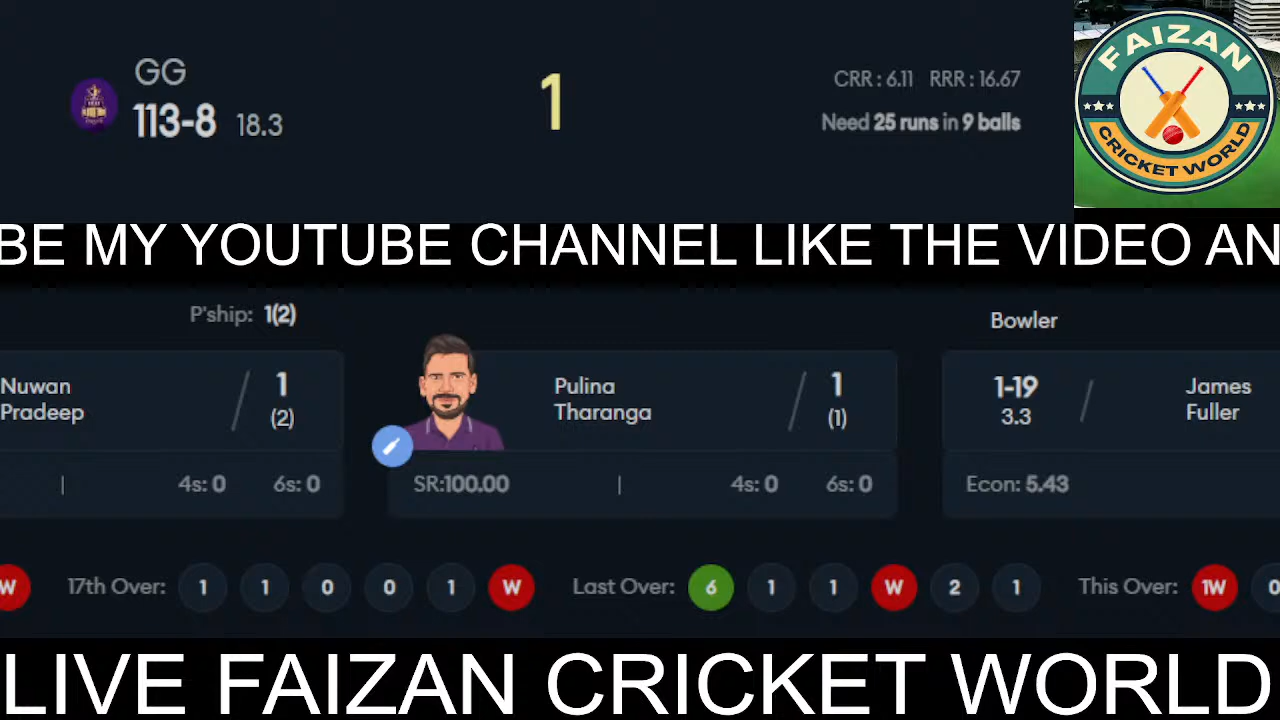 GG
113-8 18.3
1
CRR : 6.11 RRR : 16.67
Need 25 runs in 9 balls
FAIZAN
CRICKET WORLD
BE MY YOUTUBE CHANNEL LIKE THE VIDEO AN
P'ship: 1(2)
Bowler
Nuwan
Pradeep
/ 1
(2)
Pulina
Tharanga
/ 1
(1)
1-19
3.3
/
James
Fuller
| 4s: 0 6s: 0
SR:100.00 | 4s: 0 6s: 0
Econ: 5.43
W 17th Over: 1 1 0 0 1 W Last Over: 6 1 1 W 2 1 This Over: 1W 0
LIVE FAIZAN CRICKET WORLD